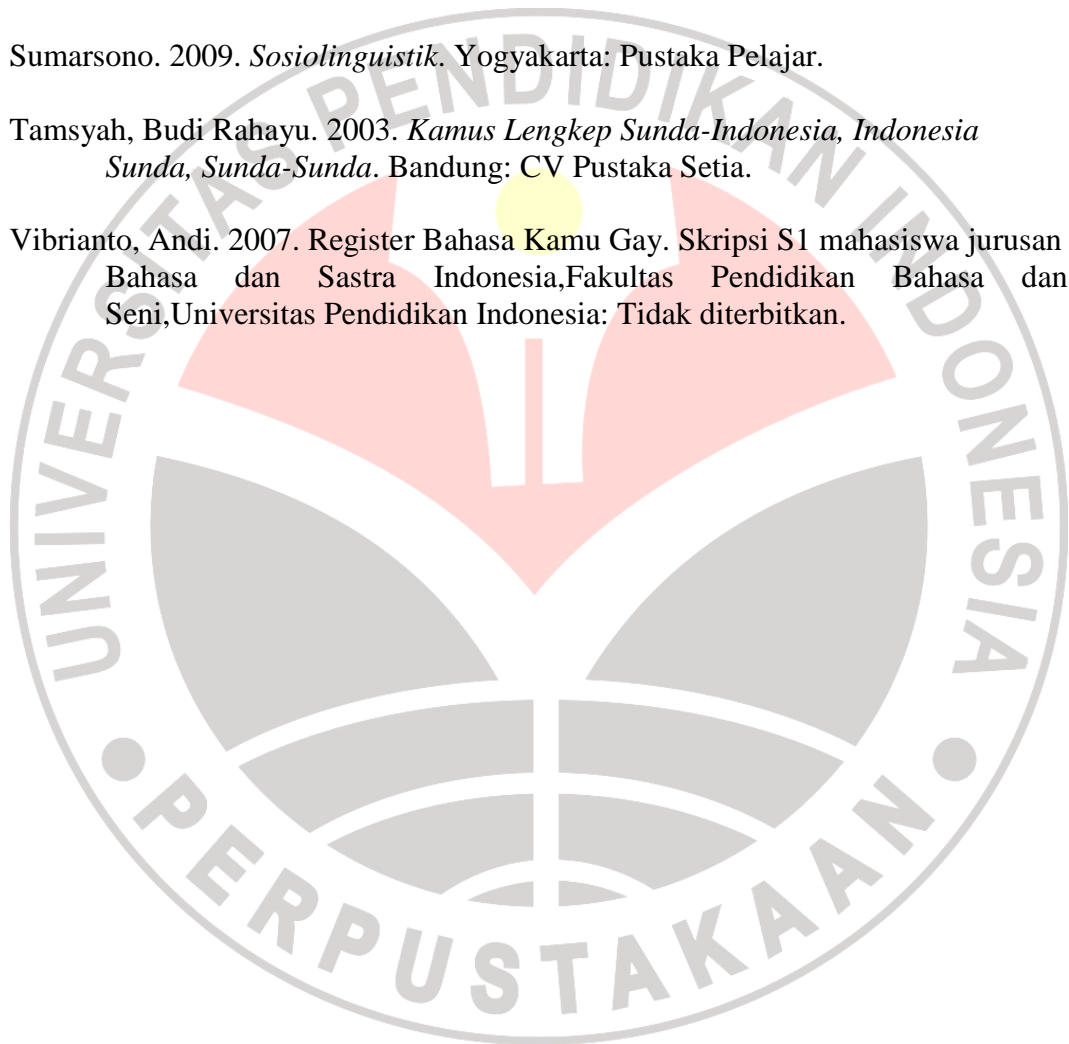 Sumarsono. 2009. Sosiolinguistik. Yogyakarta: Pustaka Pelajar.
Tamsyah, Budi Rahayu. 2003. Kamus Lengkep Sunda-Indonesia, Indonesia
Sunda, Sunda-Sunda. Bandung: CV Pustaka Setia.
Vibrianto, Andi. 2007. Register Bahasa Kamu Gay. Skripsi S1 mahasiswa jurusan
Bahasa dan Sastra Indonesia,Fakultas Pendidikan Bahasa dan
Seni,Universitas Pendidikan Indonesia: Tidak diterbitkan.
UNIVERSITAS PENDIDIKAN INDONESIA
PERPUSTAKAAN